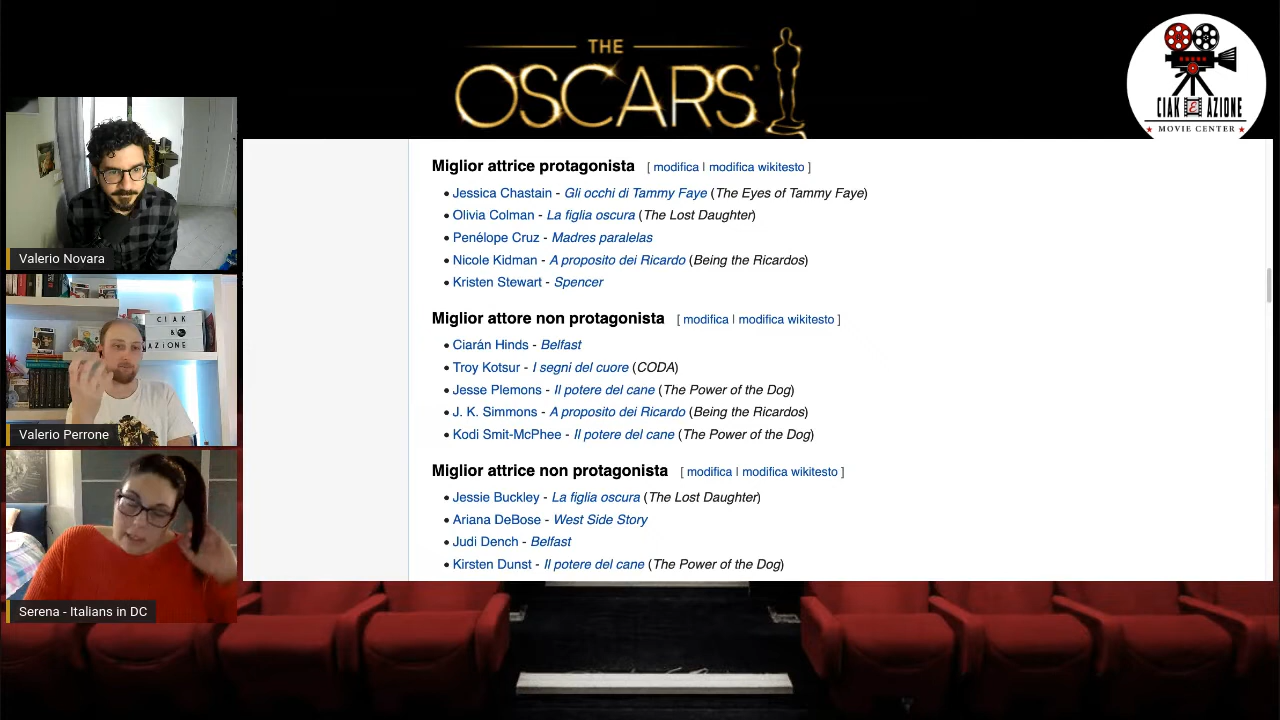 THE
OSCARS
CIAK E AZIONE
MOVIE CENTER
Valerio Novara
CIAK
&
AZIONE
Valerio Perrone
Serena - Italians in DC
Miglior attrice protagonista [ modifica | modifica wikitesto ]
• Jessica Chastain - Gli occhi di Tammy Faye (The Eyes of Tammy Faye)
• Olivia Colman - La figlia oscura (The Lost Daughter)
• Penélope Cruz - Madres paralelas
• Nicole Kidman - A proposito dei Ricardo (Being the Ricardos)
• Kristen Stewart - Spencer
Miglior attore non protagonista [ modifica | modifica wikitesto ]
• Ciarán Hinds - Belfast
• Troy Kotsur - I segni del cuore (CODA)
• Jesse Plemons - Il potere del cane (The Power of the Dog)
• J. K. Simmons - A proposito dei Ricardo (Being the Ricardos)
• Kodi Smit-McPhee - Il potere del cane (The Power of the Dog)
Miglior attrice non protagonista [ modifica | modifica wikitesto ]
• Jessie Buckley - La figlia oscura (The Lost Daughter)
• Ariana DeBose - West Side Story
• Judi Dench - Belfast
• Kirsten Dunst - Il potere del cane (The Power of the Dog)